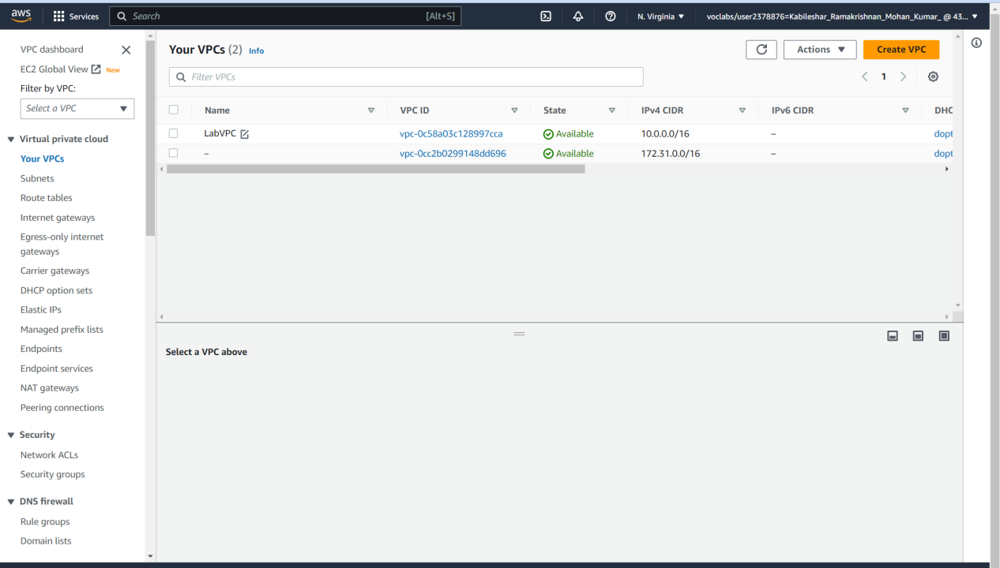 aws
Services
Search
[Alt+S]
N. Virginia
voclabs/user2378876=Kabileshar_Ramakrishnan_Mohan_Kumar_ @ 43...
VPC dashboard
EC2 Global View New
Filter by VPC:
Select a VPC
Virtual private cloud
Your VPCs
Subnets
Route tables
Internet gateways
Egress-only internet
gateways
Carrier gateways
DHCP option sets
Elastic IPs
Managed prefix lists
Endpoints
Endpoint services
NAT gateways
Peering connections
Security
Network ACLs
Security groups
DNS firewall
Rule groups
Domain lists
Your VPCs (2) Info
Actions
Create VPC
Filter VPCs
1
Name VPC ID State IPv4 CIDR IPv6 CIDR DHC
LabVPC vpc-0c58a03c128997cca Available 10.0.0.0/16 – dopt
– vpc-0cc2b0299148dd696 Available 172.31.0.0/16 – dopt
Select a VPC above